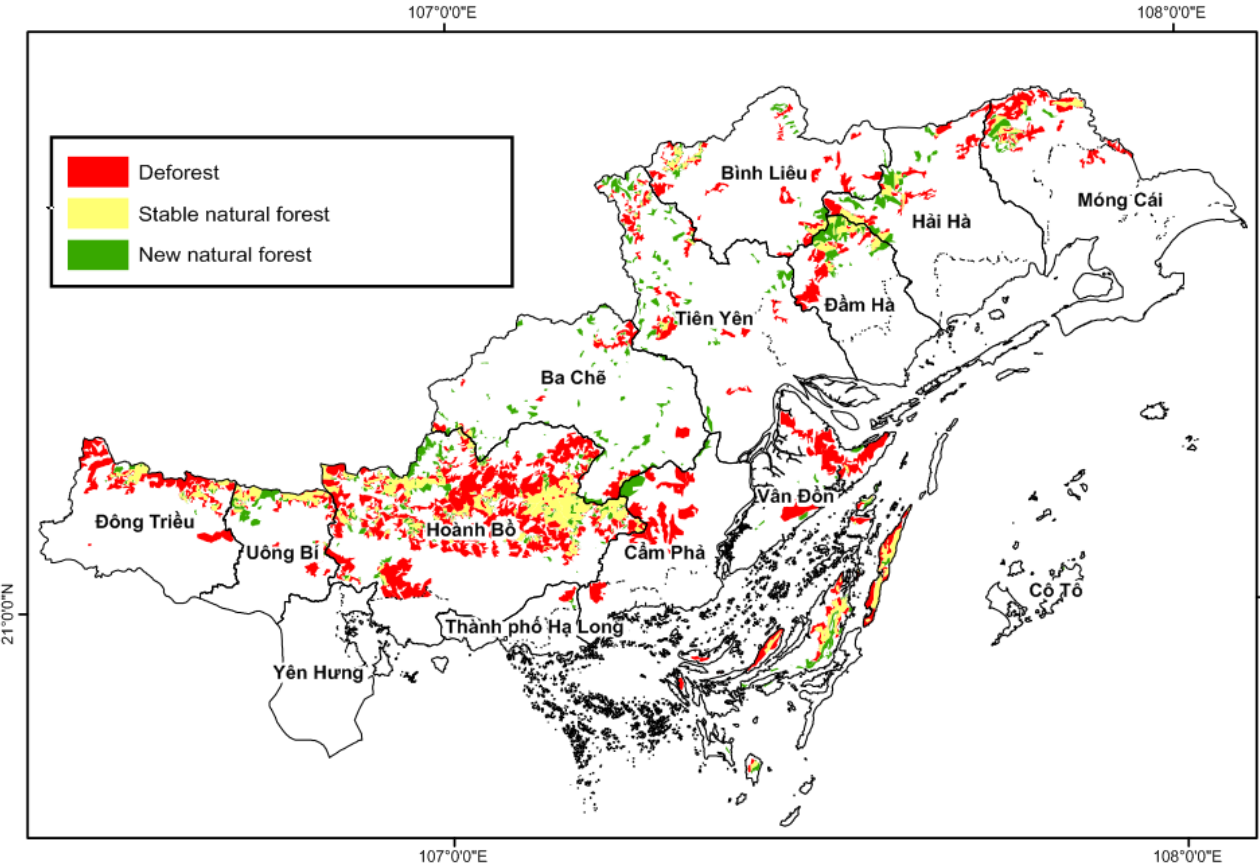 107°0'0"E 108°0'0"E
Deforest
Stable natural forest
New natural forest
Bình Liêu
Móng Cái
Hải Hà
Đầm Hà
Tiên Yên
Ba Chẽ
Vân Đồn
Đông Triều
Hoành Bồ
Uông Bí
Cẩm Phả
Cô Tô
21°0'0"N
Thành phố Hạ Long
Yên Hưng
107°0'0"E 108°0'0"E